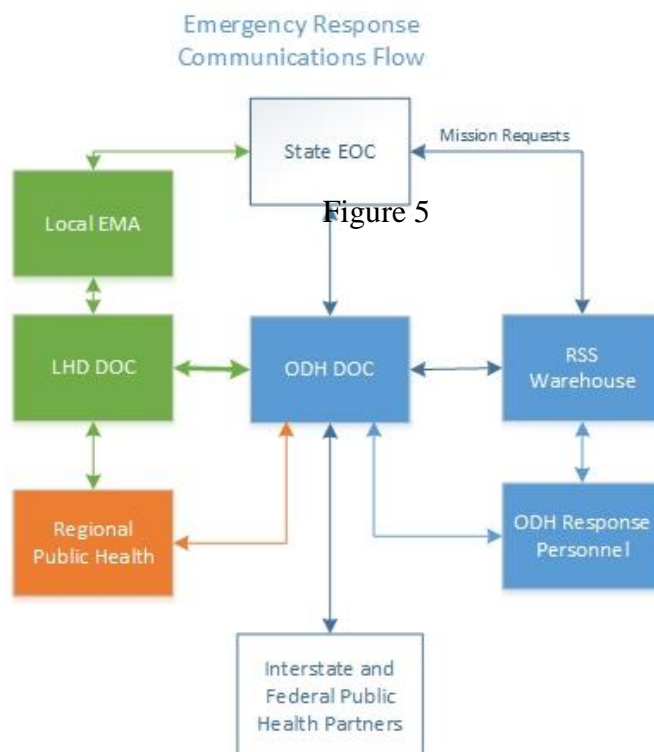 Emergency Response
Communications Flow
State EOC
Mission Requests
Figure 5
Local EMA
LHD DOC
ODH DOC
RSS
Warehouse
Regional
Public Health
ODH Response
Personnel
Interstate and
Federal Public
Health Partners